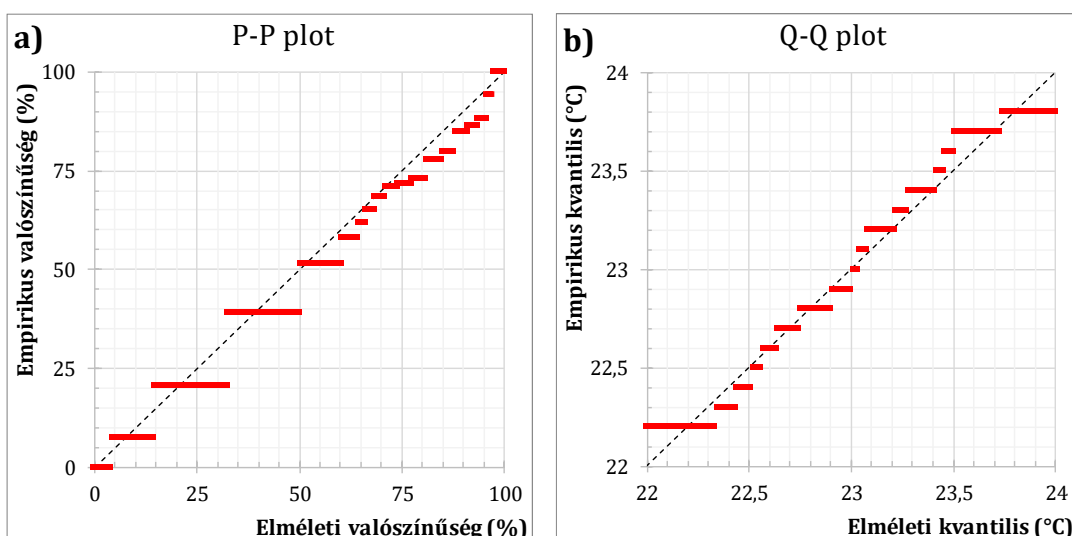 a)
P-P plot
Empirikus valószínűség (%)
100
75
50
25
0
0 25 50 75 100
Elméleti valószínűség (%)
b)
Q-Q plot
Empirikus kvantilis (°C)
24
23,5
23
22,5
22
22 22,5 23 23,5 24
Elméleti kvantilis (°C)